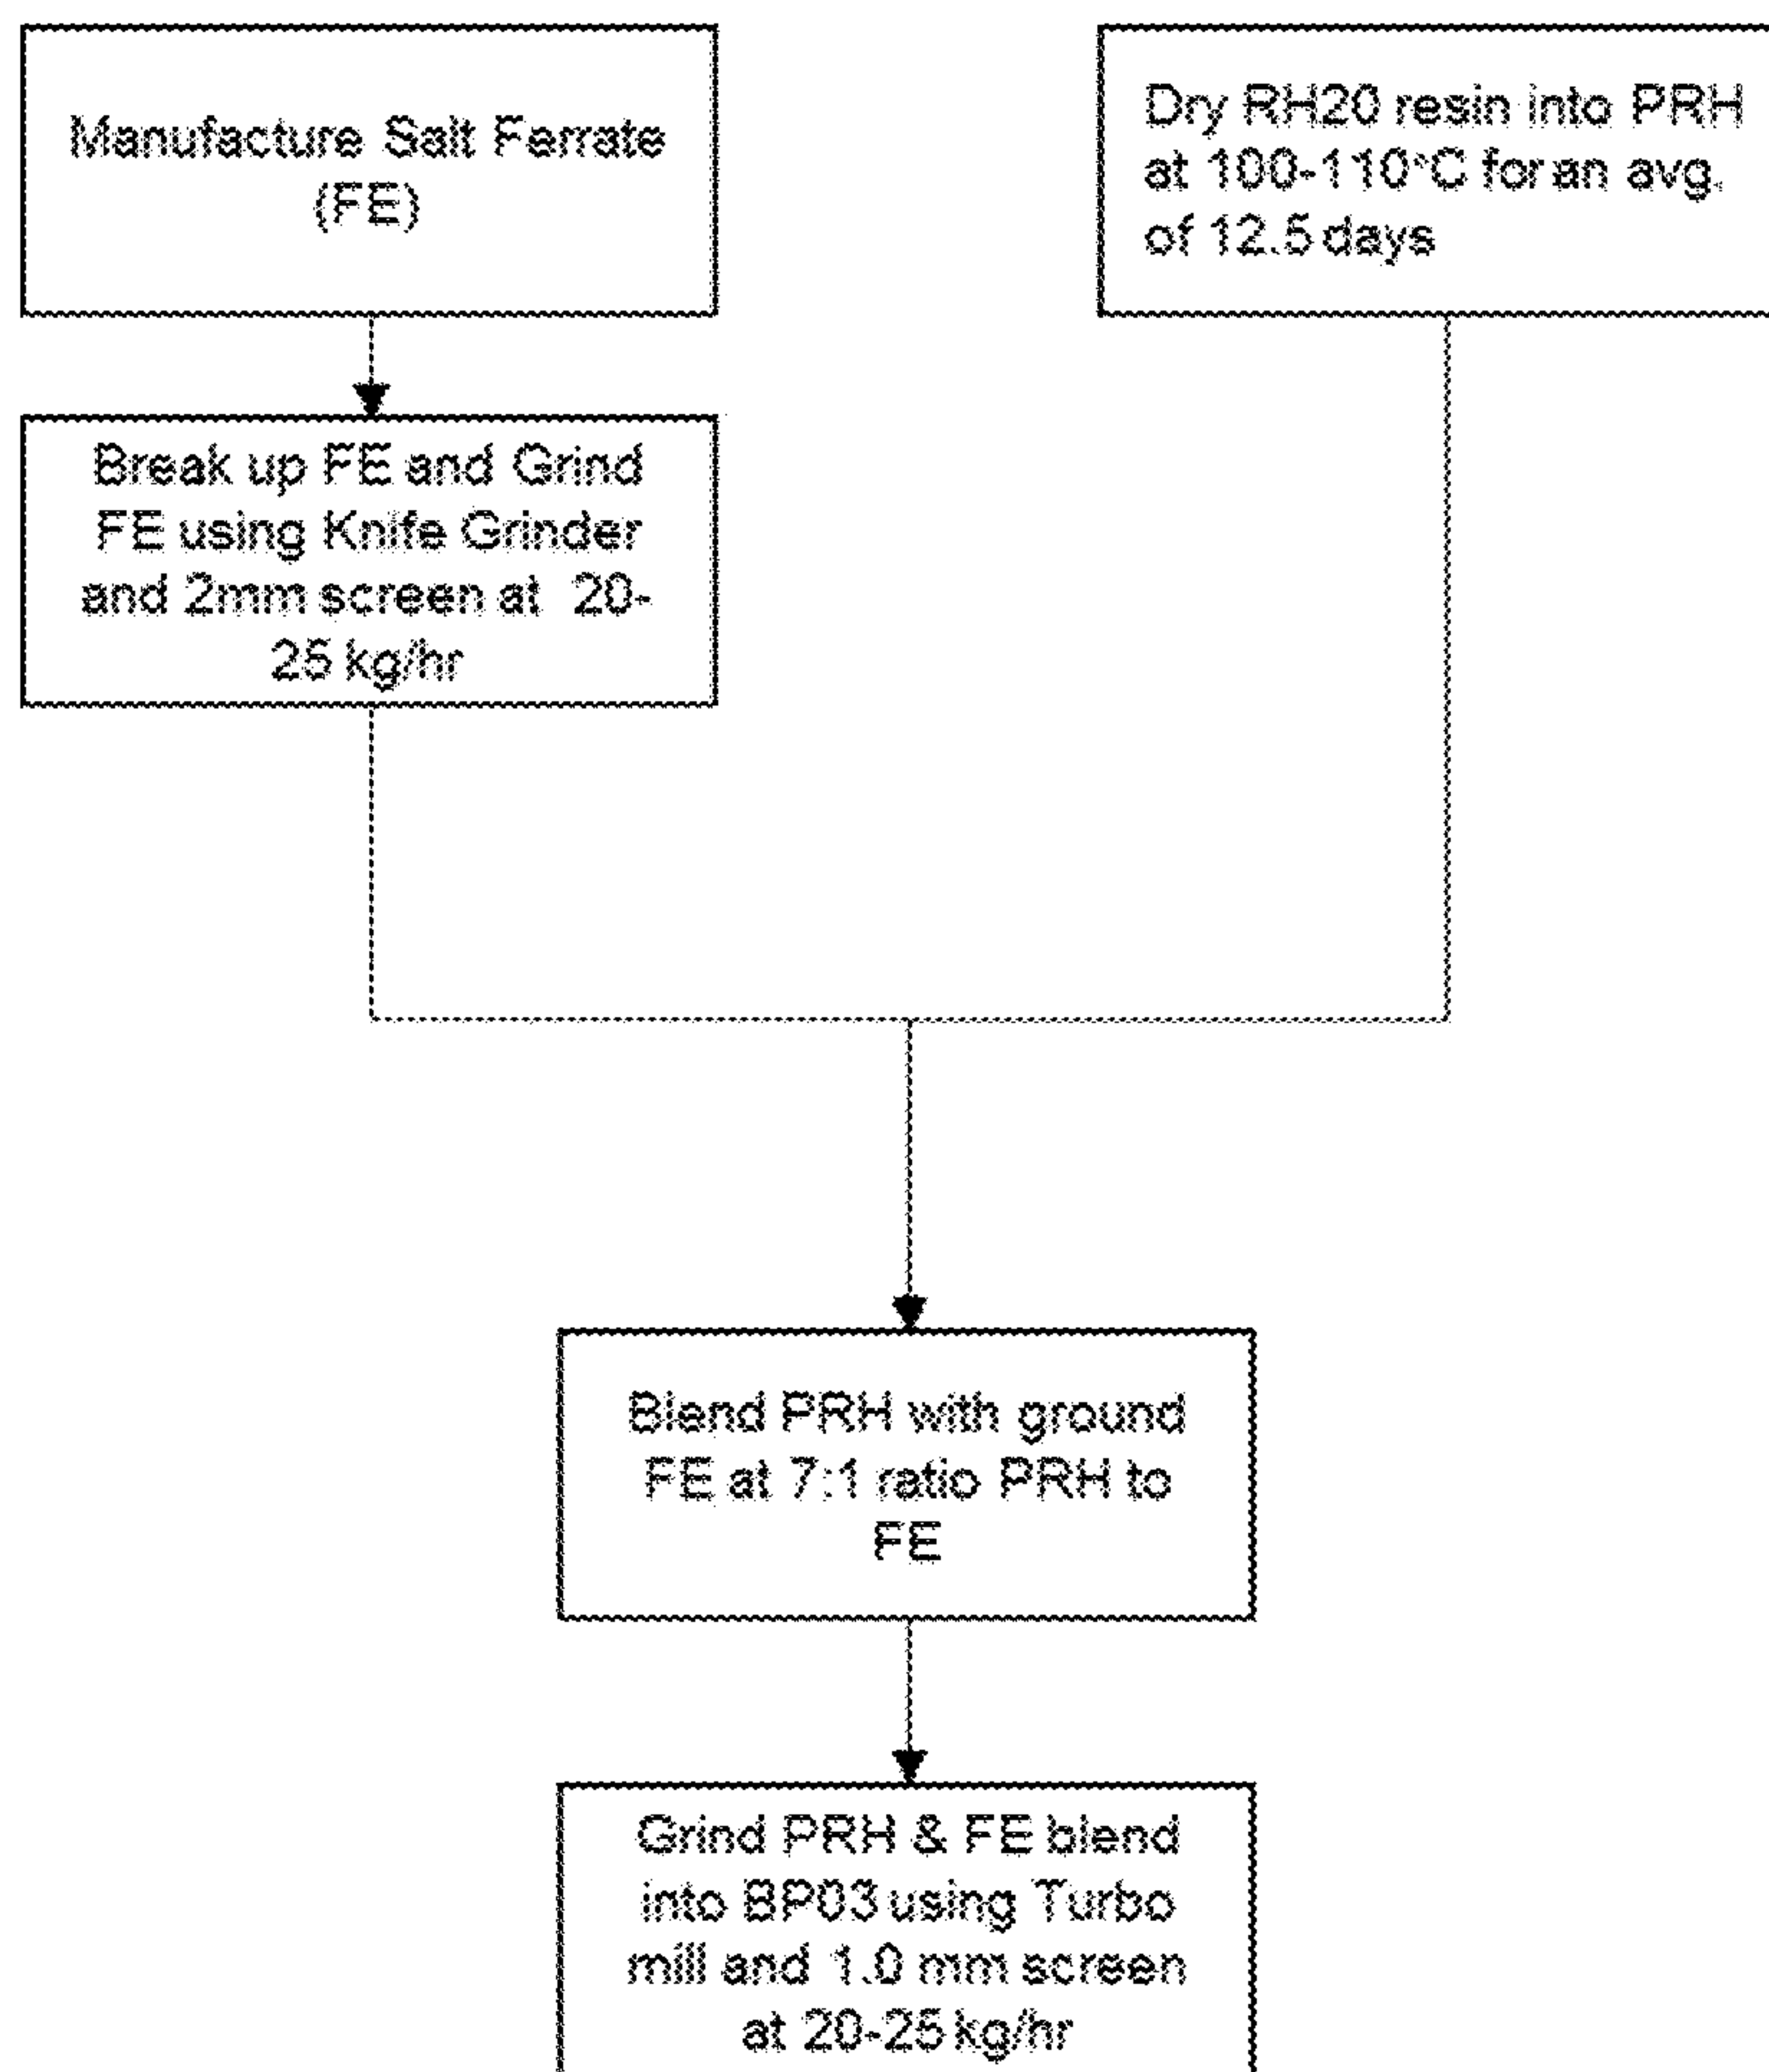 Manufacture Salt Ferrate
(FE)
Dry RH20 resin into PRH
at 100-110°C for an avg.
of 12.5 days
Break up FE and Grind
FE using Knife Grinder
and 2mm screen at 20-
25 kg/hr
Blend PRH with ground
FE at 7:1 ratio PRH to
FE
Grind PRH & FE blend
into BP03 using Turbo
mill and 1.0 mm screen
at 20-25 kg/hr